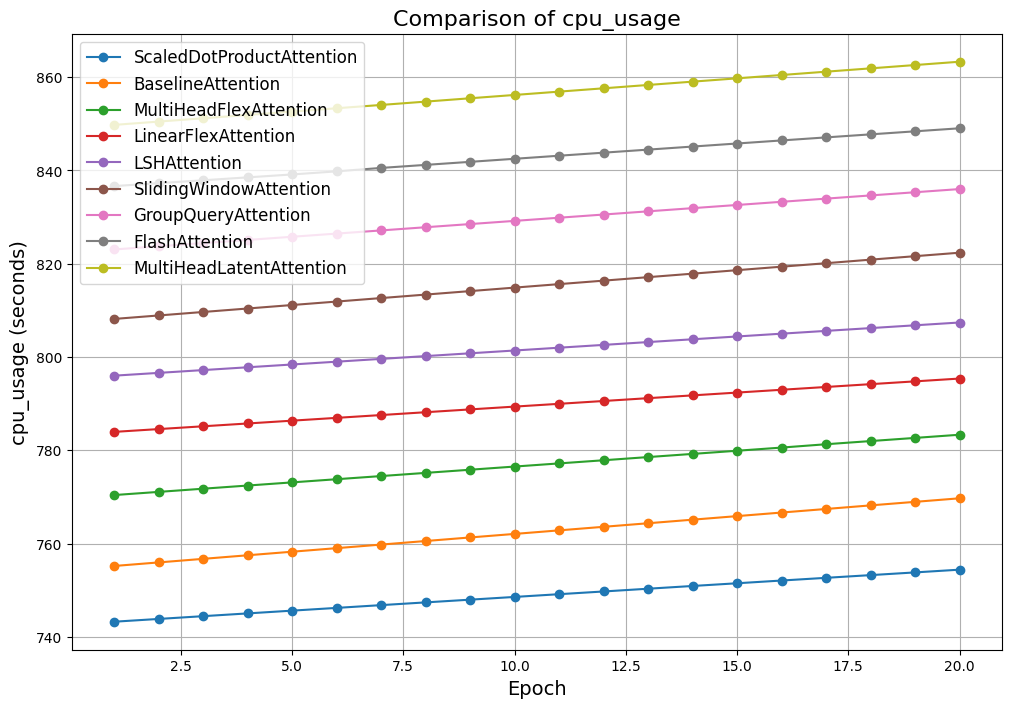 Comparison of cpu_usage
ScaledDotProductAttention
BaselineAttention
MultiHeadFlexAttention
LinearFlexAttention
LSHAttention
SlidingWindowAttention
GroupQueryAttention
FlashAttention
MultiHeadLatentAttention
cpu_usage (seconds)
860
840
820
800
780
760
740
2.5 5.0 7.5 10.0 12.5 15.0 17.5 20.0
Epoch